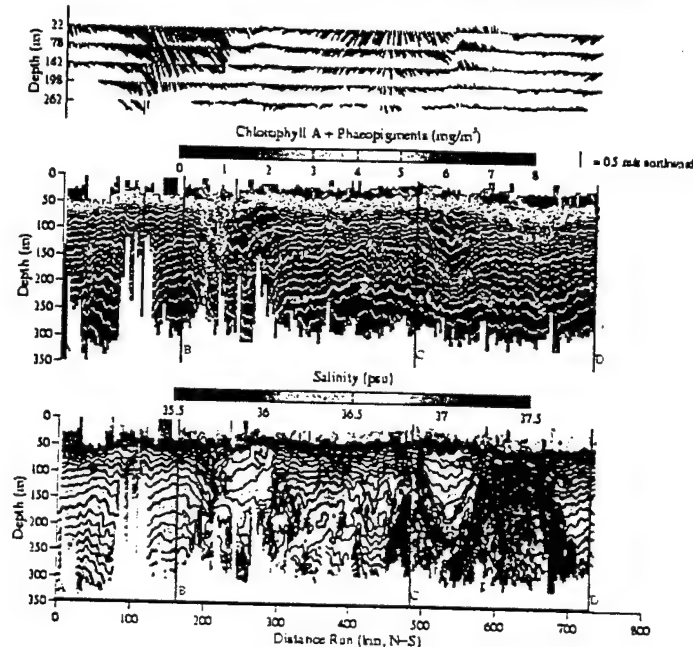 Depth (m)
22
78
142
198
262
Chlorophyll A + Phaeopigments (mg/m³)
0 1 2 3 4 5 6 7 8
= 0.5 m/s northward
Depth (m)
0
50
100
150
200
250
300
350
A B C D
Salinity (psu)
35.5 36 36.5 37 37.5
Depth (m)
0
50
100
150
200
250
300
350
A B C D
0 100 200 300 400 500 600 700 800
Distance Run (km, N-S)